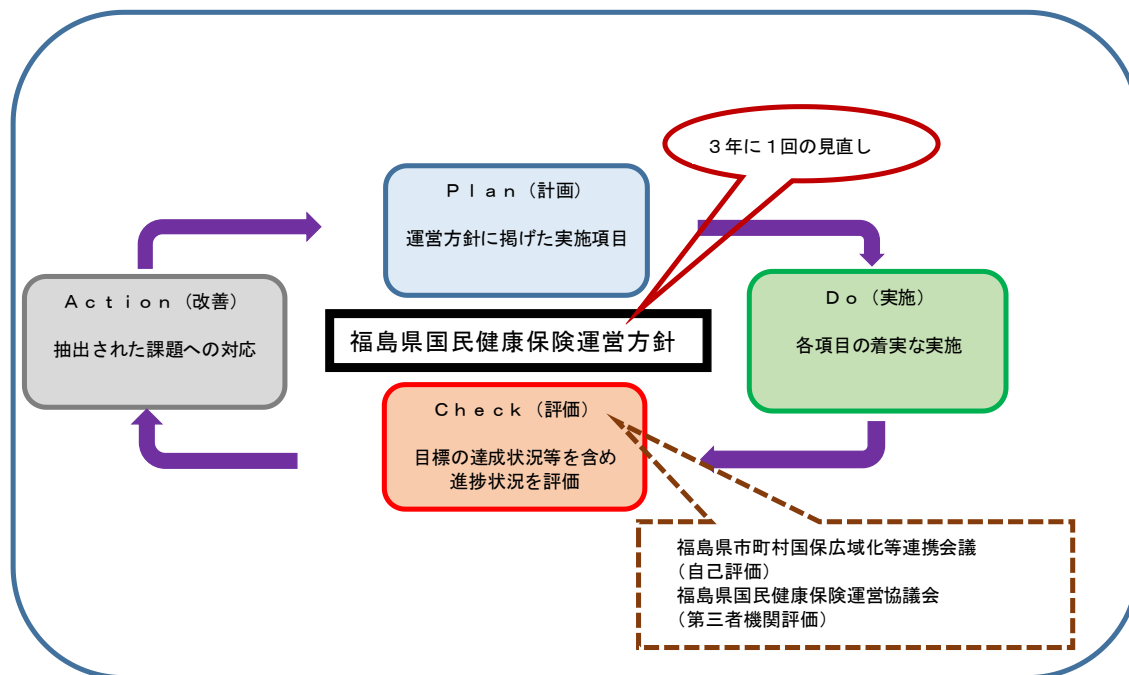 ３年に１回の見直し
Ｐｌａｎ（計画）
運営方針に掲げた実施項目
Ａｃｔｉｏｎ（改善）
抽出された課題への対応
福島県国民健康保険運営方針
Ｄｏ（実施）
各項目の着実な実施
Ｃｈｅｃｋ（評価）
目標の達成状況等を含め
進捗状況を評価
福島県市町村国保広域化等連携会議
（自己評価）
福島県国民健康保険運営協議会
（第三者機関評価）